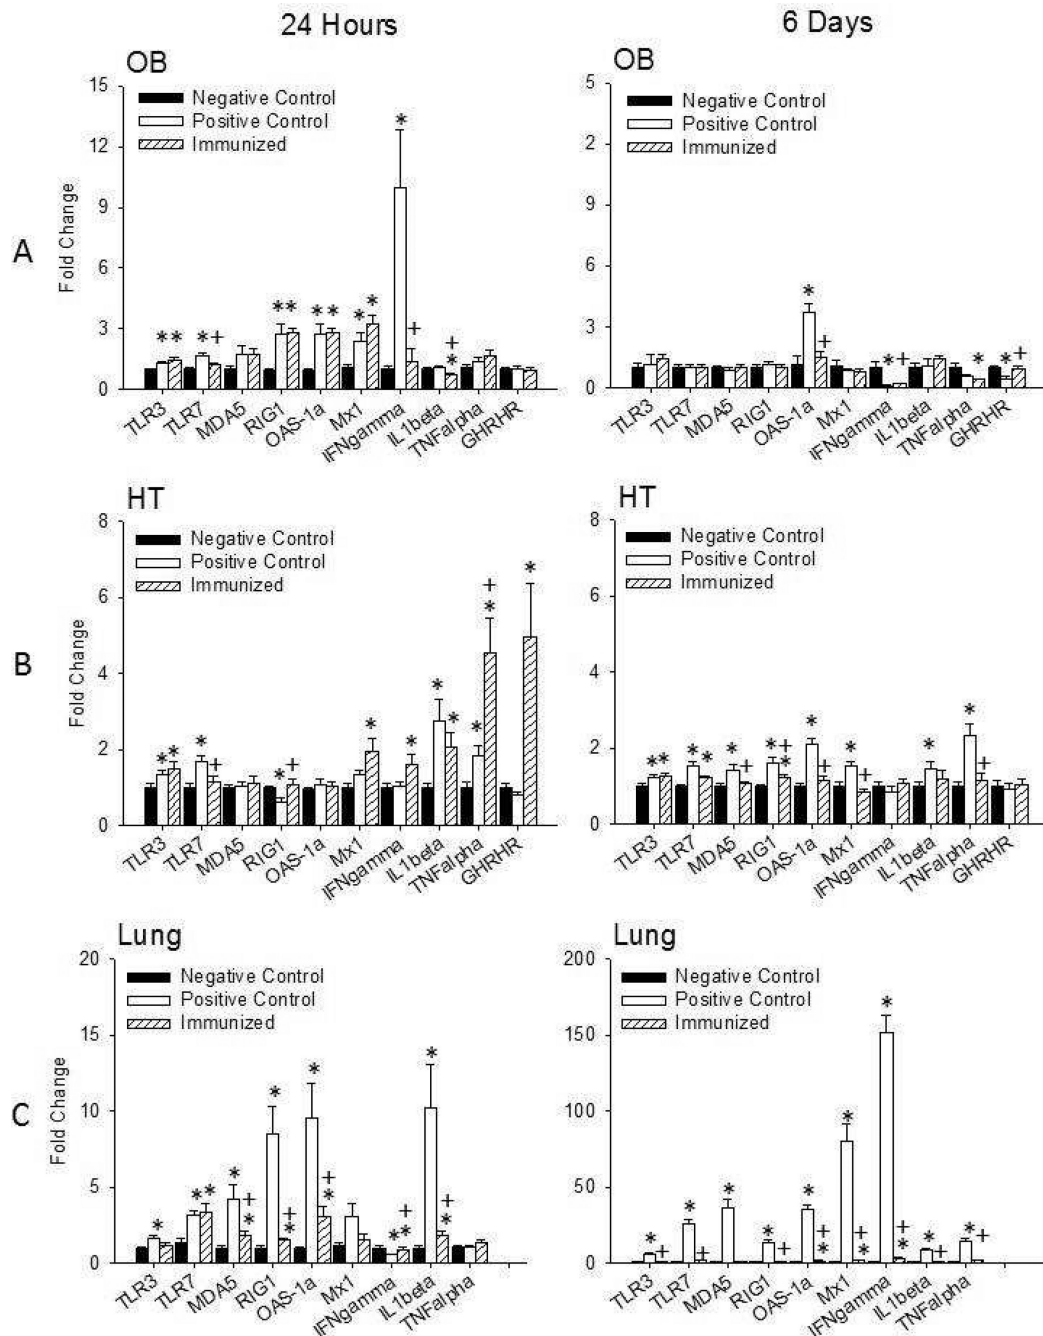 24 Hours
6 Days
A
OB
15
12
9
6
3
0
Fold Change
Negative Control
Positive Control
Immunized
* ** + ** ** * * * + + *
TLR3
TLR7
MDA5
RIG1
OAS-1a
Mx1
IFNgamma
IL1beta
TNFalpha
GHRHR
OB
5
4
3
2
1
0
Negative Control
Positive Control
Immunized
* + * + * * +
TLR3
TLR7
MDA5
RIG1
OAS-1a
Mx1
IFNgamma
IL1beta
TNFalpha
GHRHR
B
HT
8
6
4
2
0
Fold Change
Negative Control
Positive Control
Immunized
** * + * + * * * * * + * *
TLR3
TLR7
MDA5
RIG1
OAS-1a
Mx1
IFNgamma
IL1beta
TNFalpha
GHRHR
HT
8
6
4
2
0
Negative Control
Positive Control
Immunized
** ** * + * + * * + * + * * +
TLR3
TLR7
MDA5
RIG1
OAS-1a
Mx1
IFNgamma
IL1beta
TNFalpha
GHRHR
C
Lung
20
15
10
5
0
Fold Change
Negative Control
Positive Control
Immunized
* ** * + * * + * * + * * + * * + *
TLR3
TLR7
MDA5
RIG1
OAS-1a
Mx1
IFNgamma
IL1beta
TNFalpha
Lung
200
150
100
50
0
Negative Control
Positive Control
Immunized
* * + * * + * + * * + * * + * * + * +
TLR3
TLR7
MDA5
RIG1
OAS-1a
Mx1
IFNgamma
IL1beta
TNFalpha